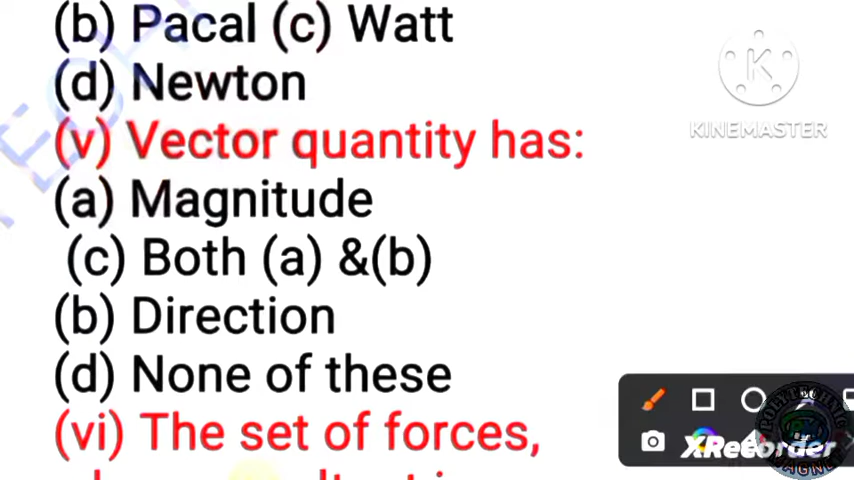 (b) Pacal (c) Watt
(d) Newton
(v) Vector quantity has:
(a) Magnitude
(c) Both (a) &(b)
(b) Direction
(d) None of these
(vi) The set of forces,
K
KINEMASTER
XRecorder
POLYTECHNIC